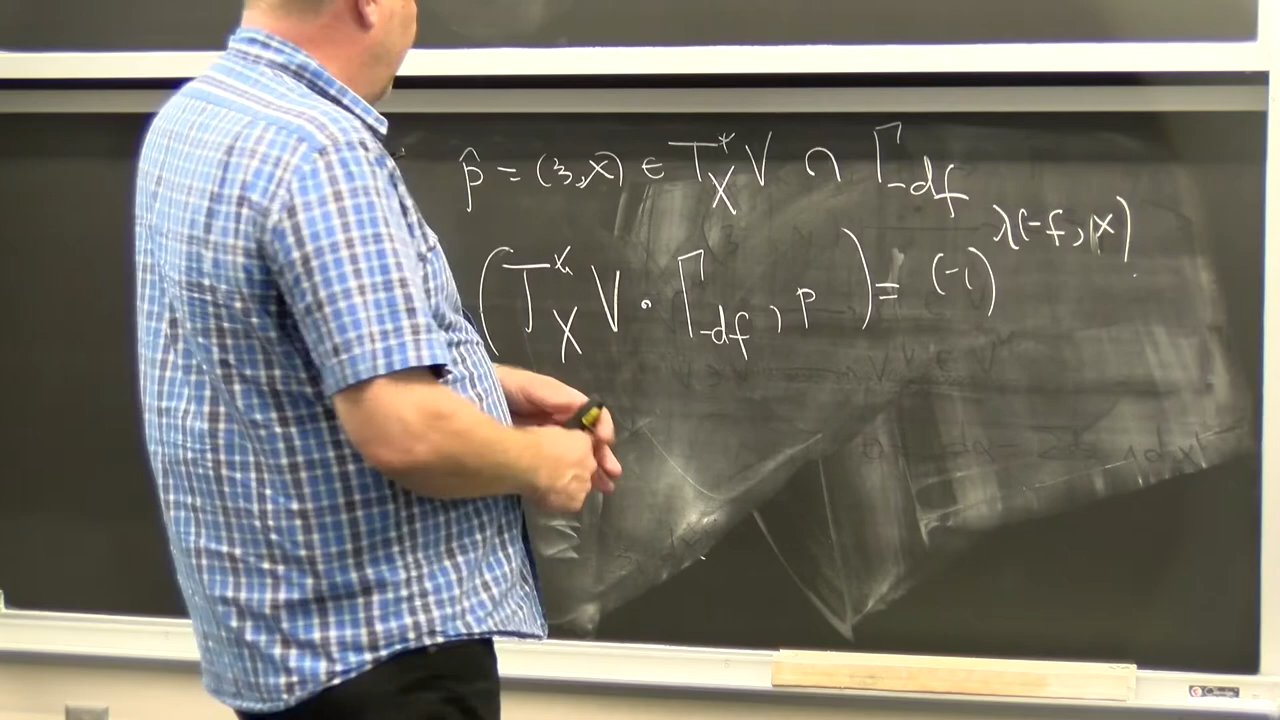 p̂ = (ξ, x) ∈ T*_X V ∩ Γ_{-df}
(T*_X V · Γ_{-df}, p) = (-1)^{λ(-f, x)}